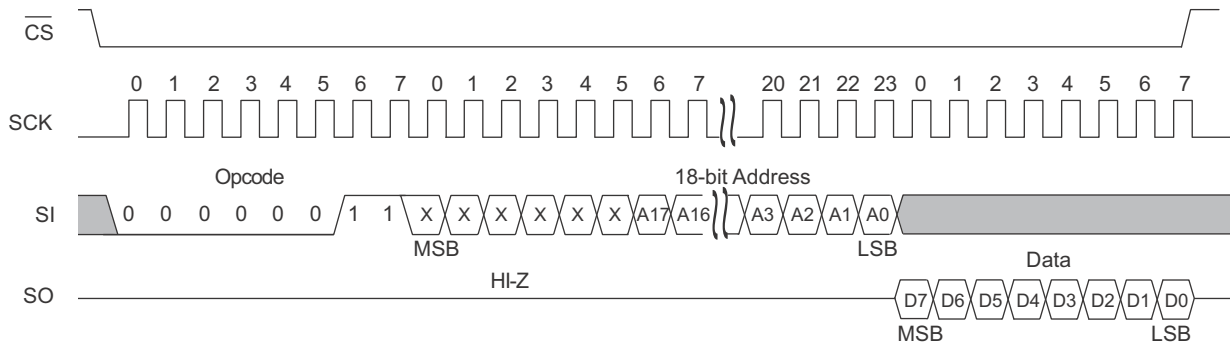 CS
0 1 2 3 4 5 6 7 0 1 2 3 4 5 6 7 20 21 22 23 0 1 2 3 4 5 6 7
SCK
Opcode 18-bit Address
SI 0 0 0 0 0 0 1 1 X X X X X X A17 A16 A3 A2 A1 A0
MSB LSB
HI-Z Data
SO D7 D6 D5 D4 D3 D2 D1 D0
MSB LSB